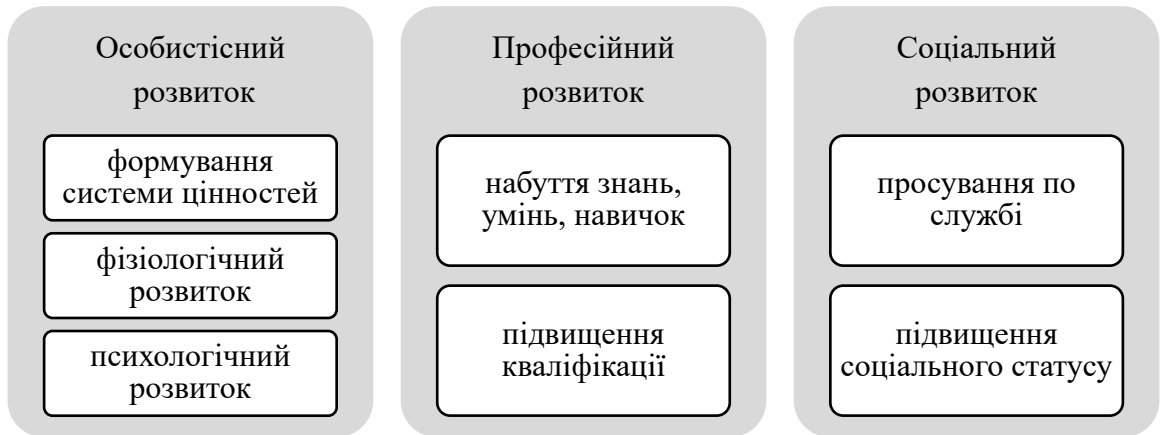 Особистісний
розвиток
формування
системи цінностей
фізіологічний
розвиток
психологічний
розвиток
Професійний
розвиток
набуття знань,
умінь, навичок
підвищення
кваліфікації
Соціальний
розвиток
просування по
службі
підвищення
соціального статусу